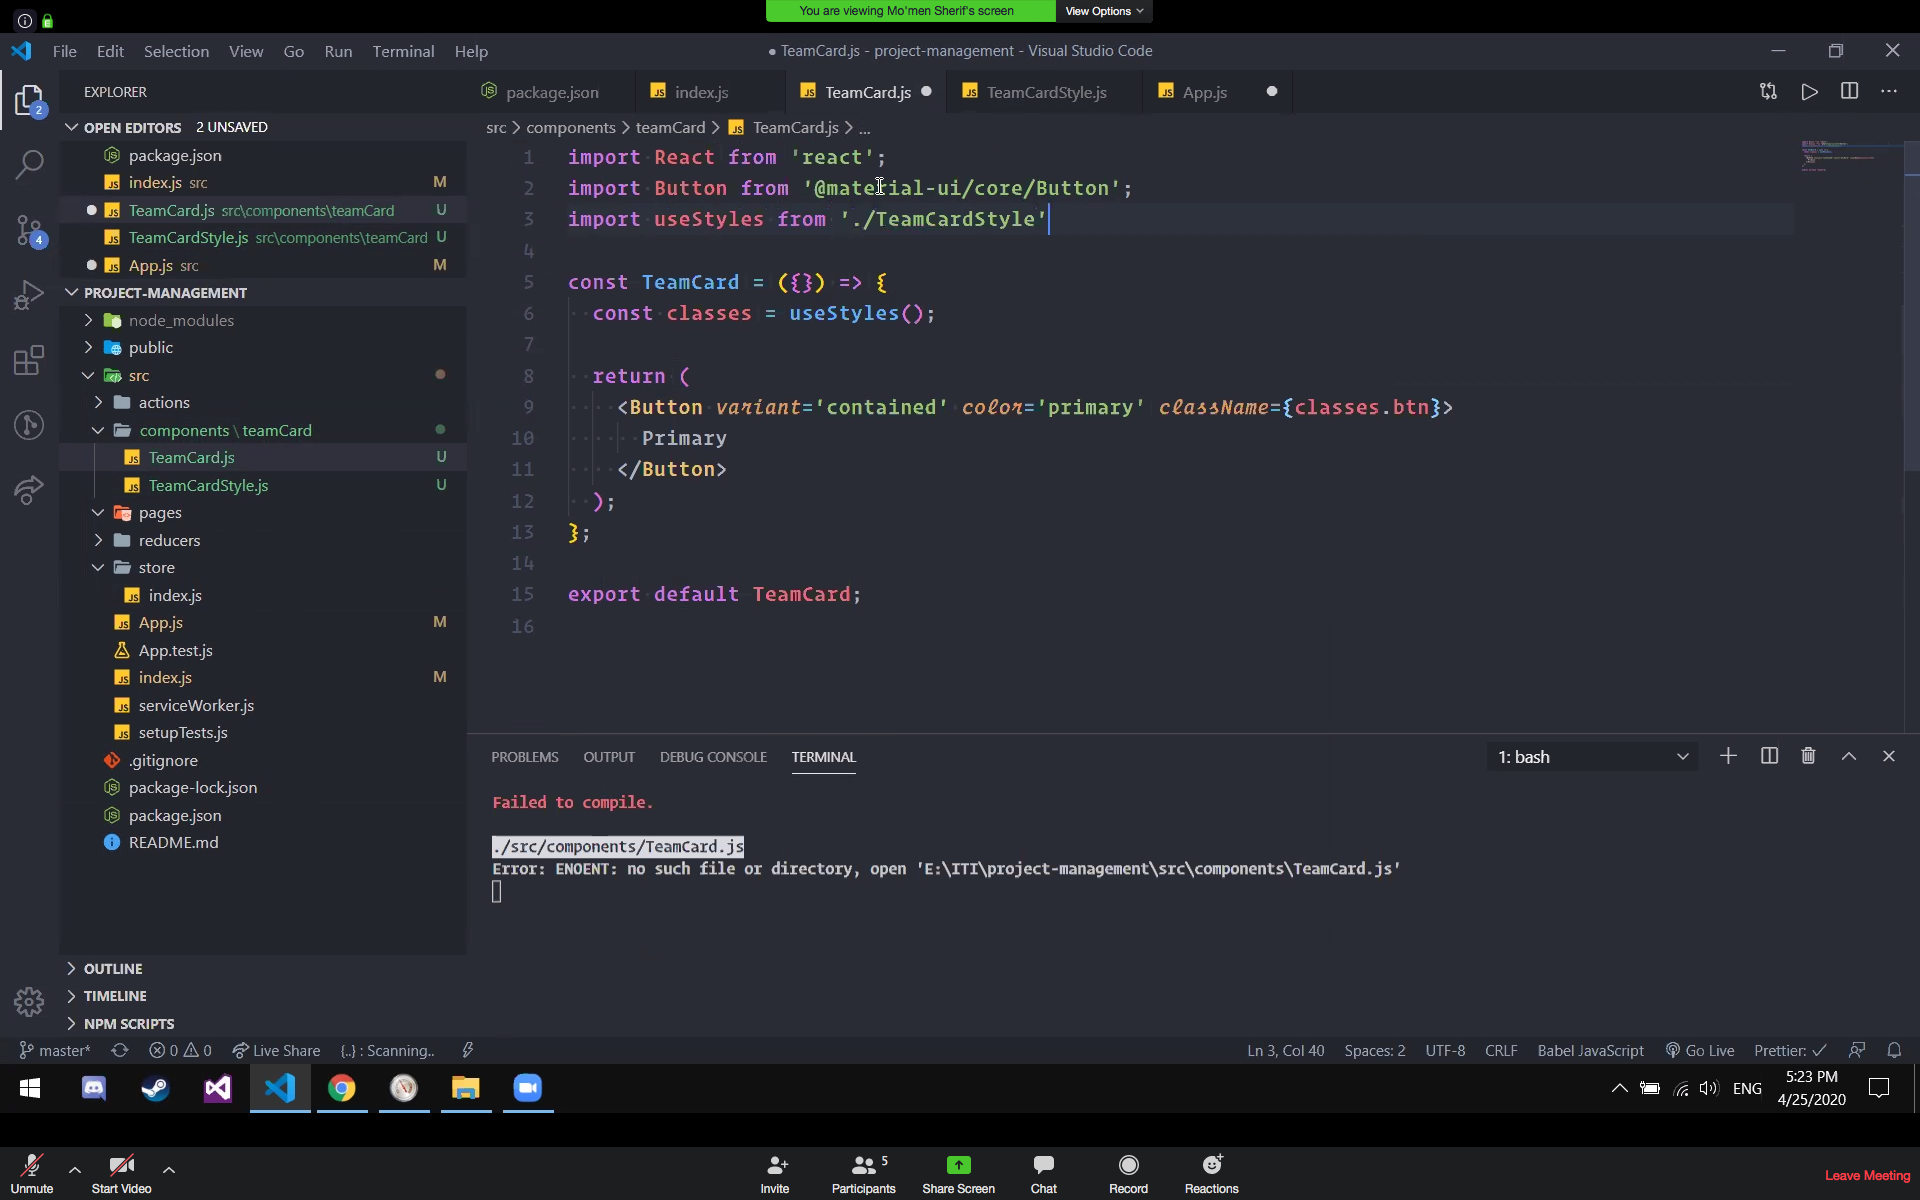 You are viewing Mo'men Sherif's screen
View Options
File Edit Selection View Go Run Terminal Help
● TeamCard.js - project-management - Visual Studio Code
EXPLORER
OPEN EDITORS 2 UNSAVED
package.json
index.js src M
TeamCard.js src\components\teamCard U
TeamCardStyle.js src\components\teamCard U
App.js src M
PROJECT-MANAGEMENT
node_modules
public
src
actions
components \ teamCard
TeamCard.js U
TeamCardStyle.js U
pages
reducers
store
index.js
App.js M
App.test.js
index.js M
serviceWorker.js
setupTests.js
.gitignore
package-lock.json
package.json
README.md
OUTLINE
TIMELINE
NPM SCRIPTS
2
4
package.json index.js TeamCard.js TeamCardStyle.js App.js
src > components > teamCard > TeamCard.js > ...
1 import React from 'react';
2 import Button from '@material-ui/core/Button';
3 import useStyles from './TeamCardStyle'
4
5 const TeamCard = ({}) => {
6 const classes = useStyles();
7
8 return (
9 <Button variant='contained' color='primary' className={classes.btn}>
10 Primary
11 </Button>
12 );
13 };
14
15 export default TeamCard;
16
PROBLEMS OUTPUT DEBUG CONSOLE TERMINAL
1: bash
Failed to compile.
./src/components/TeamCard.js
Error: ENOENT: no such file or directory, open 'E:\ITI\project-management\src\components\TeamCard.js'
master* 0 0 Live Share {..} : Scanning..
Ln 3, Col 40 Spaces: 2 UTF-8 CRLF Babel JavaScript Go Live Prettier: ✓
ENG
5:23 PM
4/25/2020
Unmute
Start Video
Invite
5
Participants
Share Screen
Chat
Record
Reactions
Leave Meeting